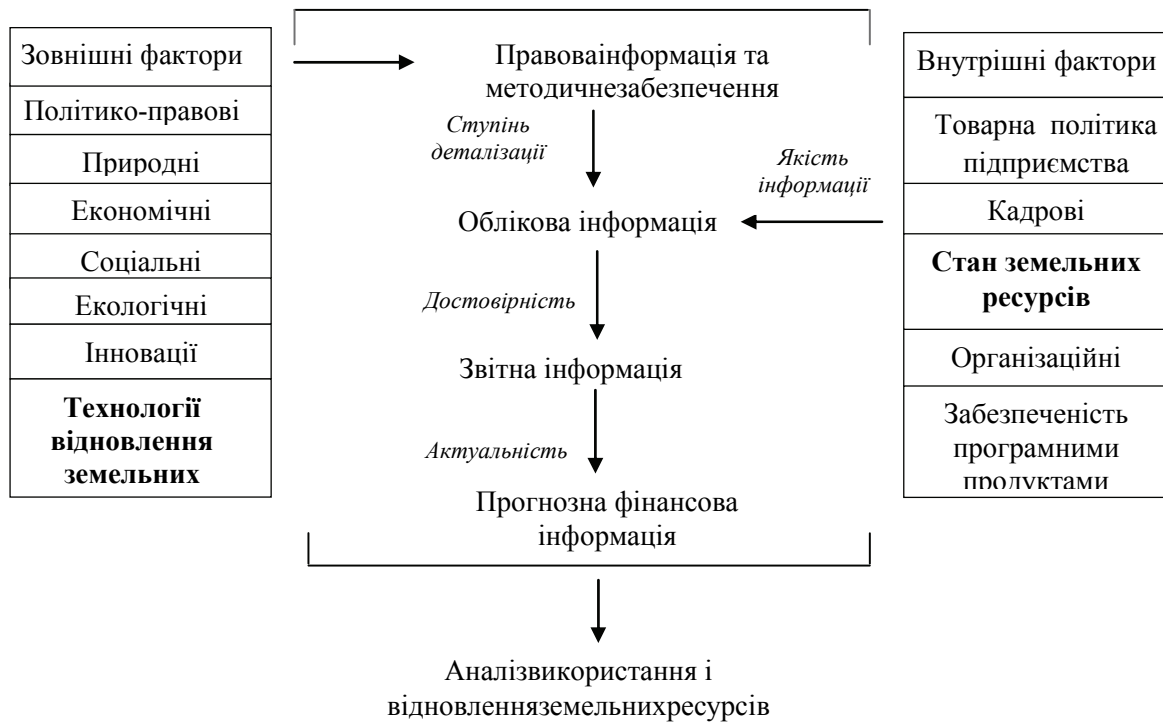 Зовнішні фактори
Політико-правові
Природні
Економічні
Соціальні
Екологічні
Інновації
Технології
відновлення
земельних
Правоваінформація та
методичнезабезпечення
Ступінь
деталізації
Якість
інформації
Облікова інформація
Достовірність
Звітна інформація
Актуальність
Прогнозна фінансова
інформація
Аналізвикористання і
відновленняземельнихресурсів
Внутрішні фактори
Товарна політика
підприємства
Кадрові
Стан земельних
ресурсів
Організаційні
Забезпеченість
програмними
продуктами